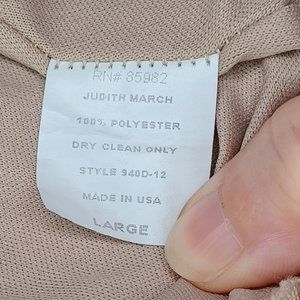 RN# 85982
JUDITH MARCH
100% POLYESTER
DRY CLEAN ONLY
STYLE 940D-12
MADE IN USA
LARGE